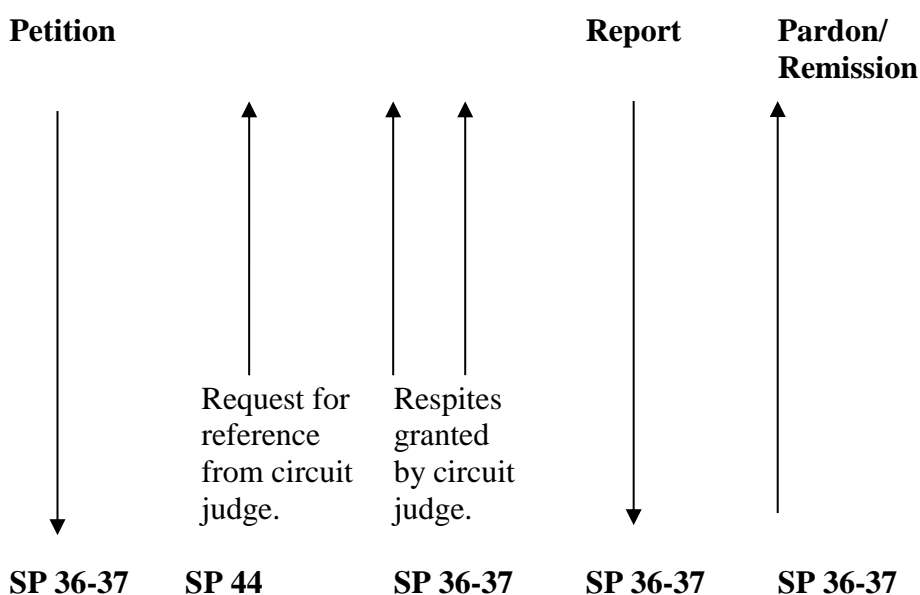 Petition
Report
Pardon/
Remission
Request for
reference
from circuit
judge.
Respites
granted
by circuit
judge.
SP 36-37 SP 44 SP 36-37 SP 36-37 SP 36-37